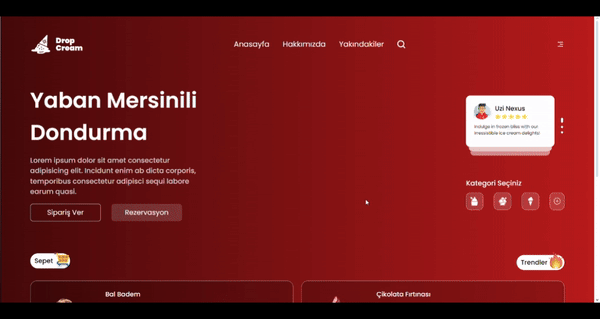 Drop
Cream
Anasayfa Hakkımızda Yakındakiler
Yaban Mersinili
Dondurma
Lorem ipsum dolor sit amet consectetur
adipisicing elit. Incidunt enim ab dicta corporis,
temporibus consectetur adipisci sequi labore
earum quasi.
Sipariş Ver Rezervasyon
Uzi Nexus
Indulge in frozen bliss with our
irresistible ice cream delights!
Kategori Seçiniz
Sepet
Trendler
Bal Badem
Çikolata Fırtınası